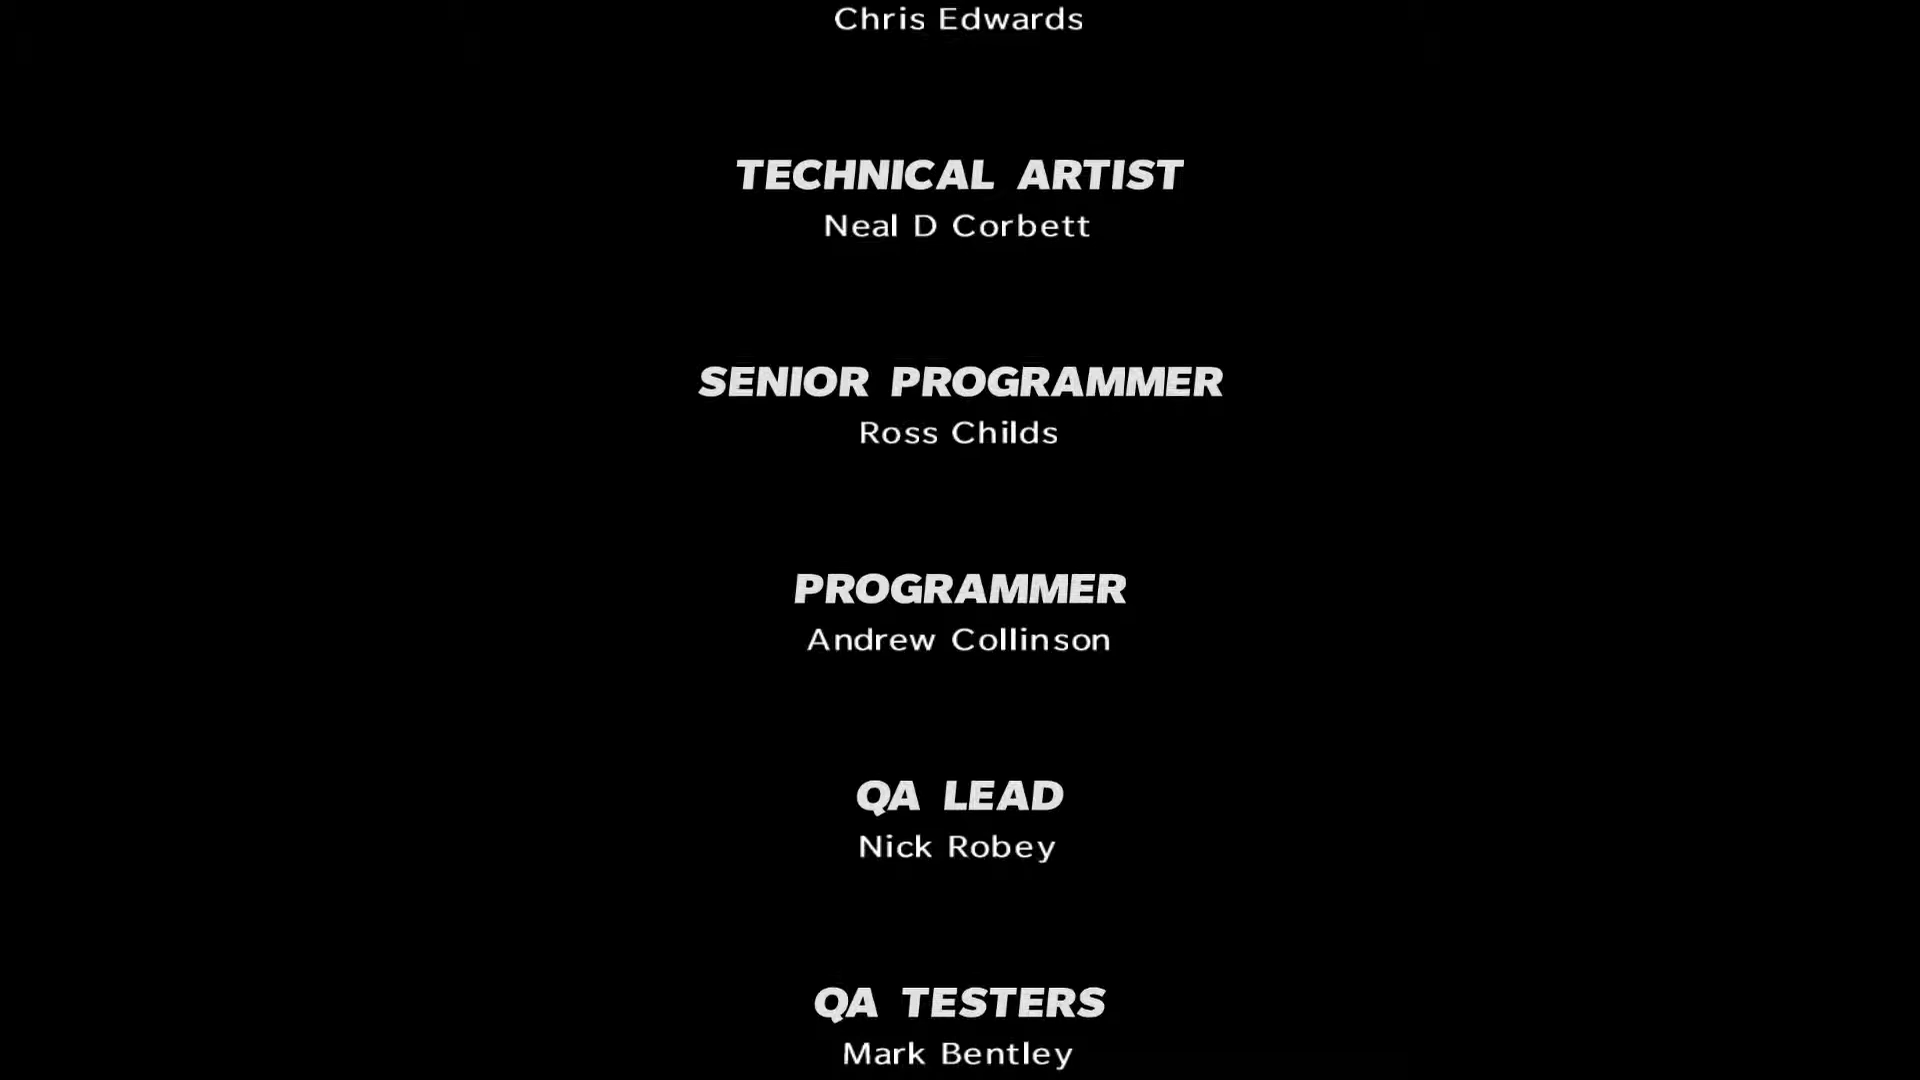 Chris Edwards
TECHNICAL ARTIST
Neal D Corbett
SENIOR PROGRAMMER
Ross Childs
PROGRAMMER
Andrew Collinson
QA LEAD
Nick Robey
QA TESTERS
Mark Bentley